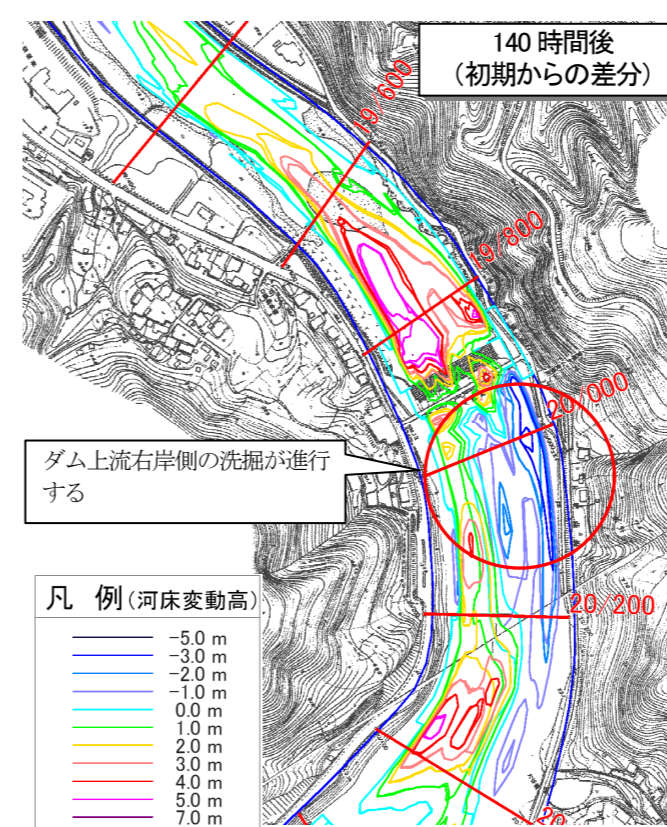 140 時間後
（初期からの差分）
19/600
19/800
20/000
ダム上流右岸側の洗掘が進行
する
20/200
凡 例(河床変動高)
-5.0 m
-3.0 m
-2.0 m
-1.0 m
0.0 m
1.0 m
2.0 m
3.0 m
4.0 m
5.0 m
7.0 m
20